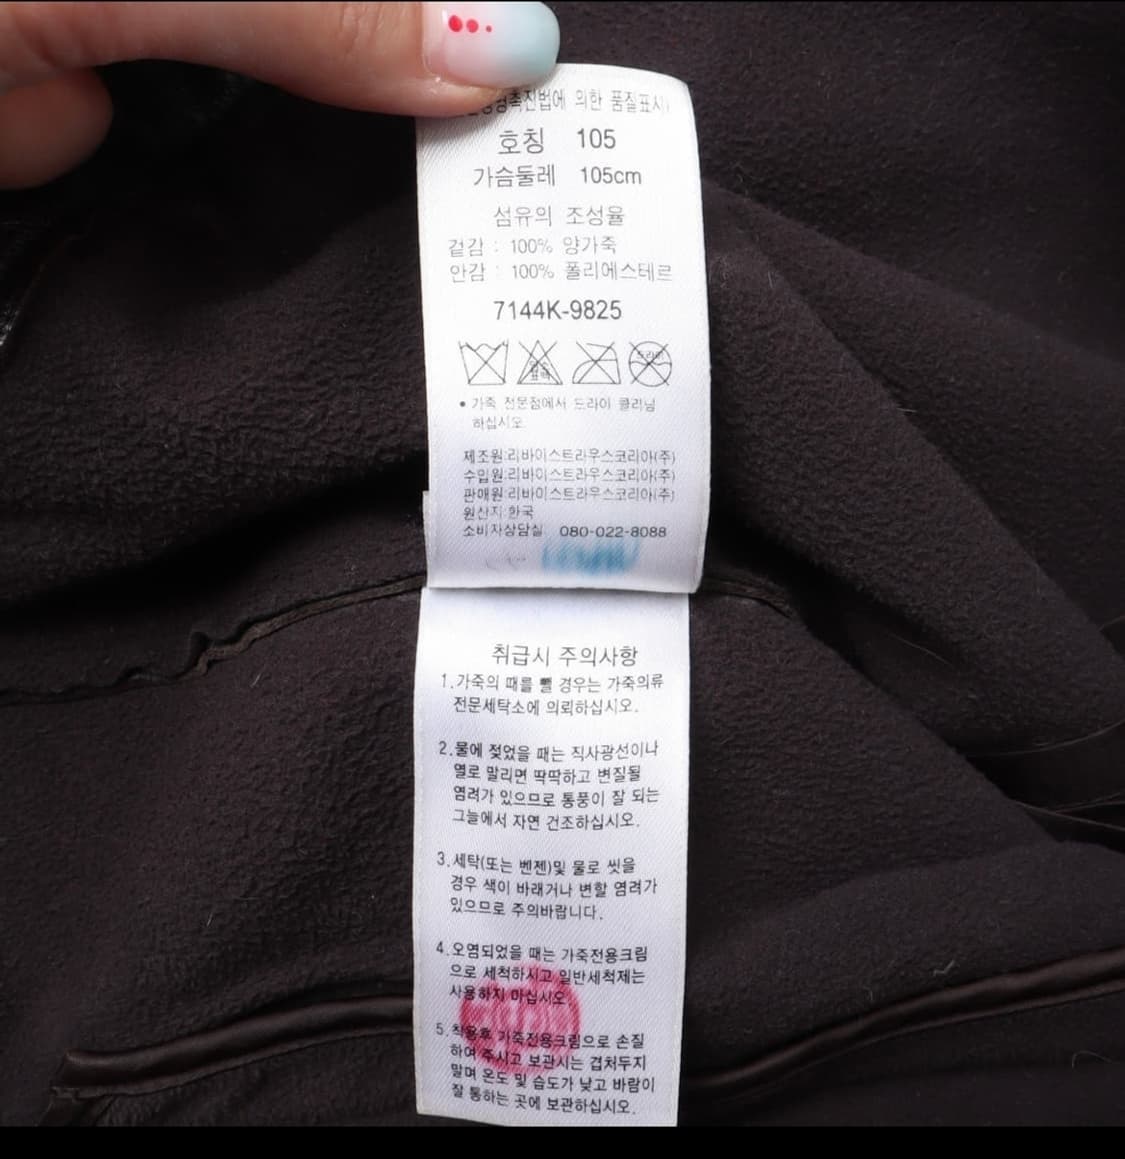 의한 품질표시)
호칭 105
가슴둘레 105cm
섬유의 조성율
겉감 : 100% 양가죽
안감 : 100% 폴리에스테르
7144K-9825
드라이
• 가죽 전문점에서 드라이 클리닝
하십시오
제조원:리바이스트라우스코리아(주)
수입원:리바이스트라우스코리아(주)
판매원:리바이스트라우스코리아(주)
원산지:한국
소비자상담실 080-022-8088
취급시 주의사항
1.가죽의 때를 뺄 경우는 가죽의류
전문세탁소에 의뢰하십시오.
2.물에 젖었을 때는 직사광선이나
열로 말리면 딱딱하고 변질될
염려가 있으므로 통풍이 잘 되는
그늘에서 자연 건조하십시오.
3.세탁(또는 벤젠)및 물로 씻을
경우 색이 바래거나 변할 염려가
있으므로 주의바랍니다.
4.오염되었을 때는 가죽전용크림
으로 세척하시고 일반세척제는
사용하지 마십시오
5.착용후 가죽전용크림으로 손질
하여 주시고 보관시는 겹쳐두지
말며 온도 및 습도가 낮고 바람이
잘 통하는 곳에 보관하십시오.